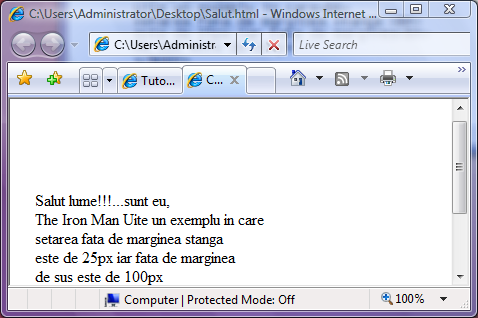 C:\Users\Administrator\Desktop\Salut.html - Windows Internet ...
C:\Users\Administra
Live Search
Tuto...
C...
Salut lume!!!...sunt eu,
The Iron Man Uite un exemplu in care
setarea fata de marginea stanga
este de 25px iar fata de marginea
de sus este de 100px
Computer | Protected Mode: Off
100%